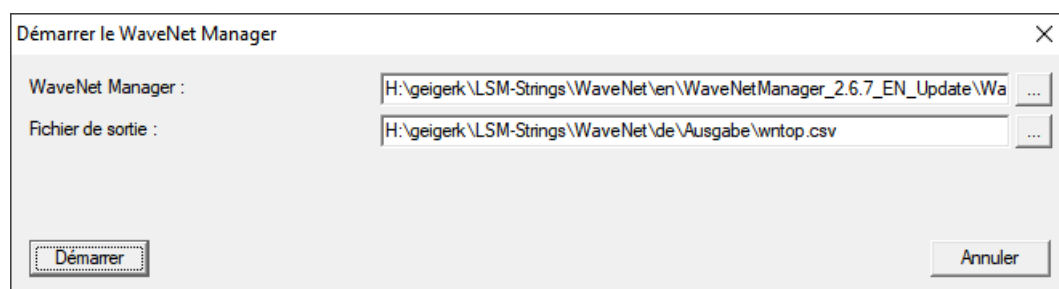 Démarrer le WaveNet Manager
WaveNet Manager : H:\geigerk\LSM-Strings\WaveNet\en\WaveNetManager_2.6.7_EN_Update\Wa ...
Fichier de sortie : H:\geigerk\LSM-Strings\WaveNet\de\Ausgabe\wntop.csv ...
Démarrer Annuler